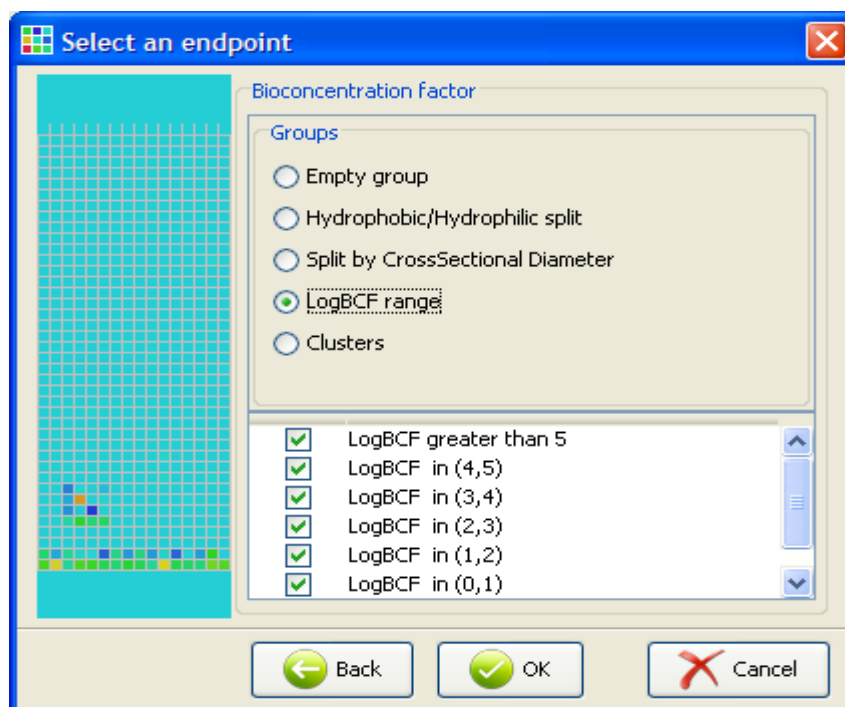 Select an endpoint
Bioconcentration factor
Groups
Empty group
Hydrophobic/Hydrophilic split
Split by CrossSectional Diameter
LogBCF range
Clusters
LogBCF greater than 5
LogBCF in (4,5)
LogBCF in (3,4)
LogBCF in (2,3)
LogBCF in (1,2)
LogBCF in (0,1)
Back
OK
Cancel